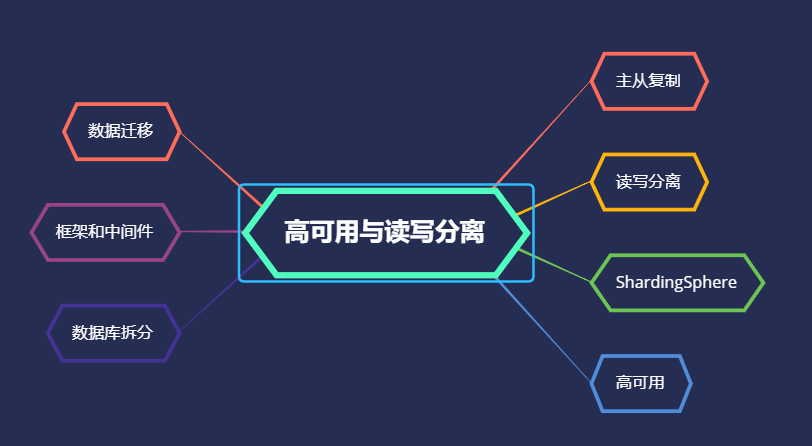 高可用与读写分离
主从复制
读写分离
ShardingSphere
高可用
数据迁移
框架和中间件
数据库拆分